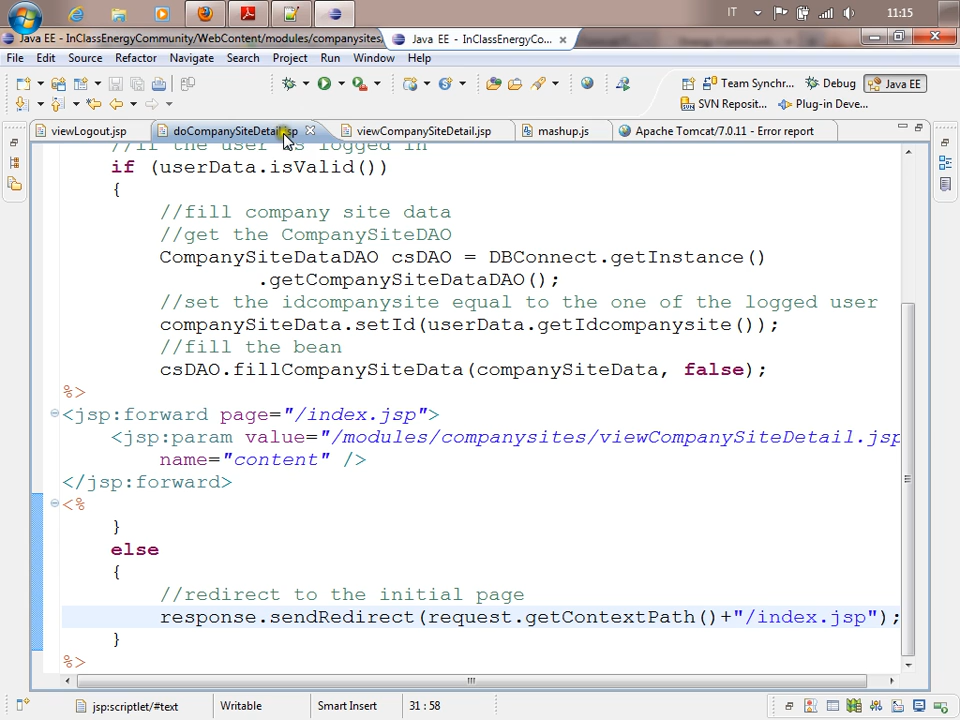 IT
11:15
Java EE - InClassEnergyCommunity/WebContent/modules/companysites
Java EE - InClassEnergyCo...
File Edit Source Refactor Navigate Search Project Run Window Help
Team Synchr... Debug Java EE
SVN Reposit... Plug-in Deve...
viewLogout.jsp doCompanySiteDetail.jsp viewCompanySiteDetail.jsp mashup.js Apache Tomcat/7.0.11 - Error report
//if the user is logged in
if (userData.isValid())
{
//fill company site data
//get the CompanySiteDAO
CompanySiteDataDAO csDAO = DBConnect.getInstance()
.getCompanySiteDataDAO();
//set the idcompanysite equal to the one of the logged user
companySiteData.setId(userData.getIdcompanysite());
//fill the bean
csDAO.fillCompanySiteData(companySiteData, false);
%>
<jsp:forward page="/index.jsp">
<jsp:param value="/modules/companysites/viewCompanySiteDetail.jsp
name="content" />
</jsp:forward>
<%
}
else
{
//redirect to the initial page
response.sendRedirect(request.getContextPath()+"/index.jsp");
}
%>
jsp:scriptlet/#text Writable Smart Insert 31 : 58